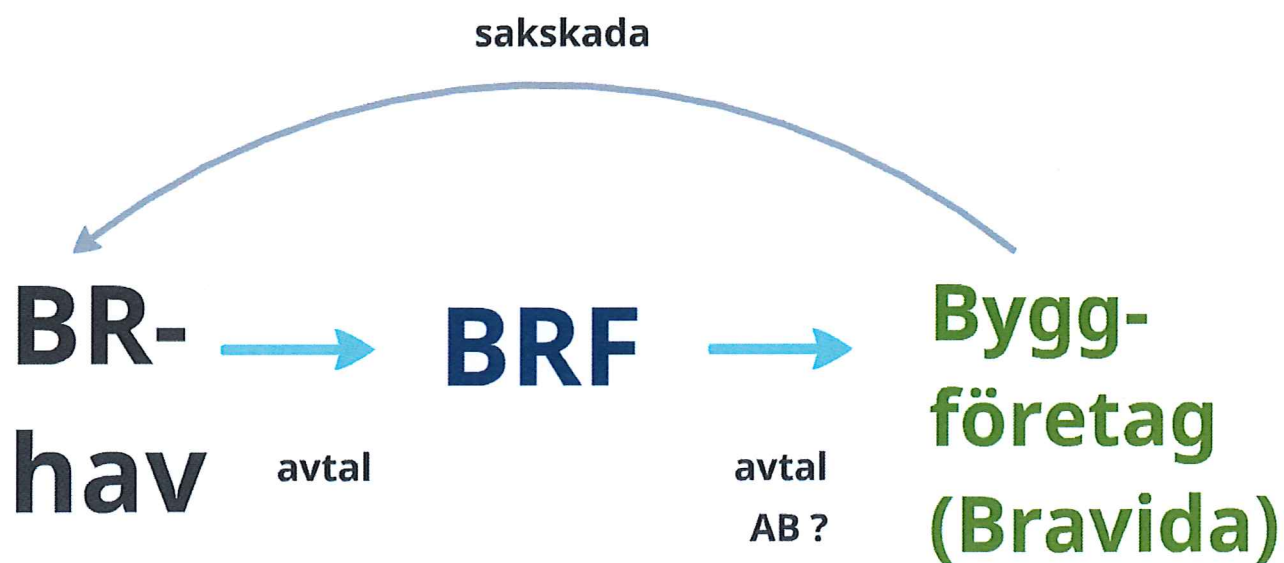 sakskada
BR-
hav
avtal
BRF
avtal
AB ?
Bygg-
företag
(Bravida)